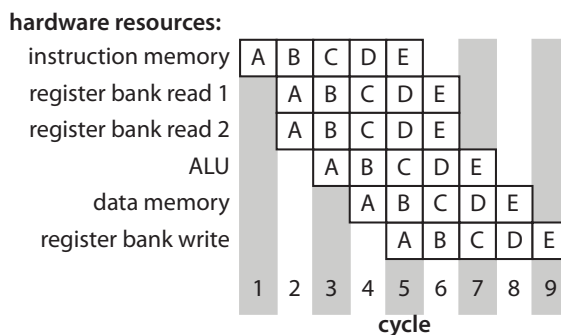 hardware resources:
instruction memory A B C D E
register bank read 1 A B C D E
register bank read 2 A B C D E
ALU A B C D E
data memory A B C D E
register bank write A B C D E
1 2 3 4 5 6 7 8 9
cycle